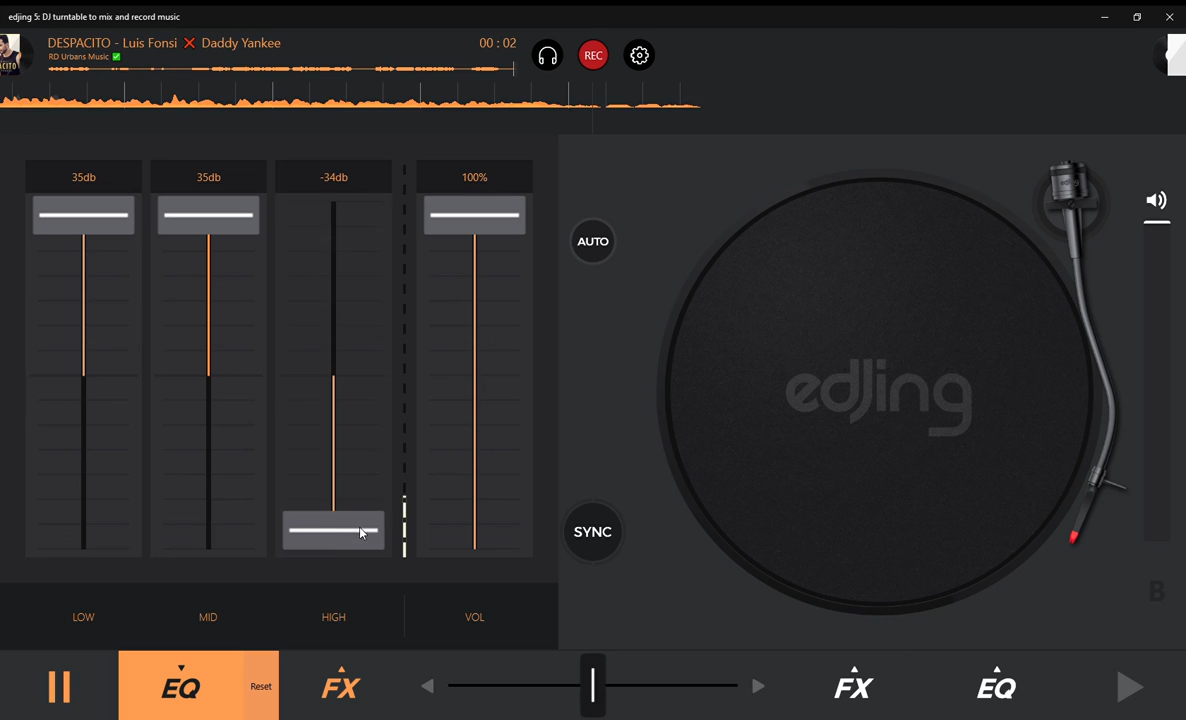 edjing 5: DJ turntable to mix and record music
DESPACITO - Luis Fonsi ❌ Daddy Yankee
00 : 02
RD Urbans Music ✅
REC
35db
35db
-34db
100%
AUTO
edjing
SYNC
B
LOW
MID
HIGH
VOL
EQ
Reset
FX
FX
EQ